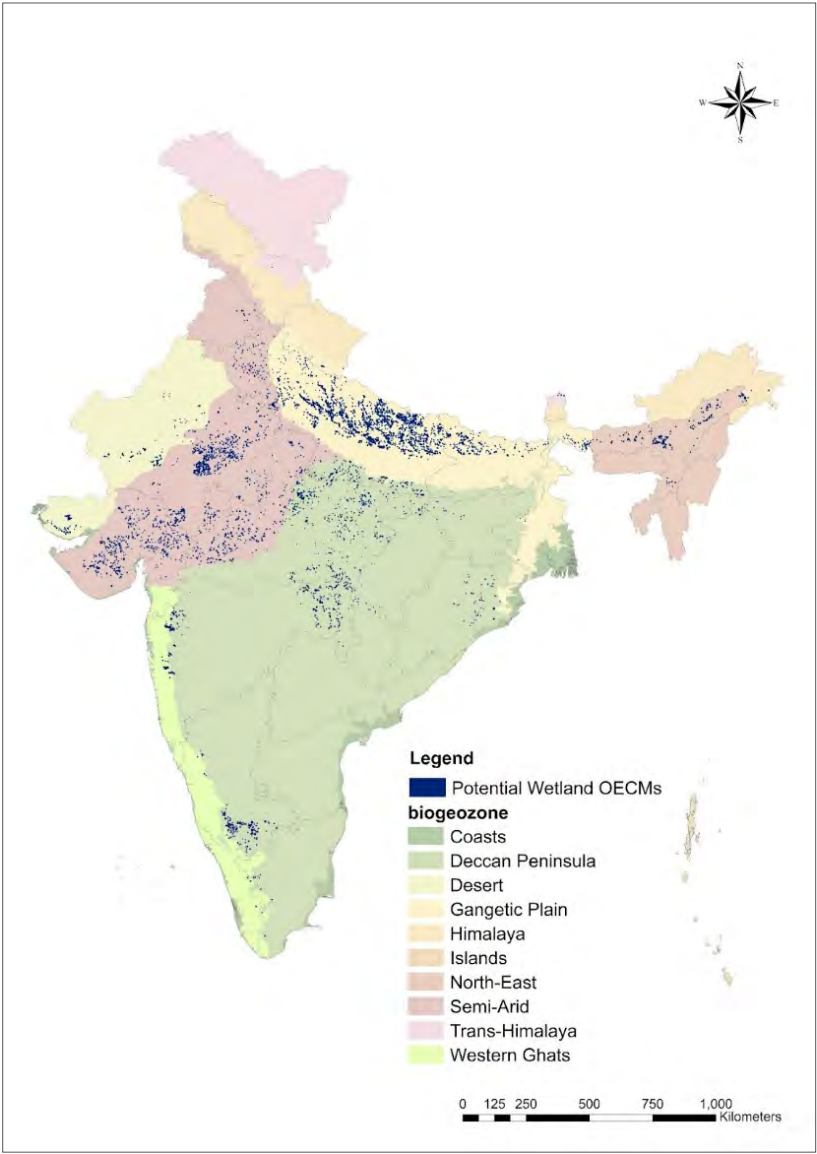 N
W E
S
Legend
Potential Wetland OECMs
biogeozone
Coasts
Deccan Peninsula
Desert
Gangetic Plain
Himalaya
Islands
North-East
Semi-Arid
Trans-Himalaya
Western Ghats
0 125 250 500 750 1,000
Kilometers